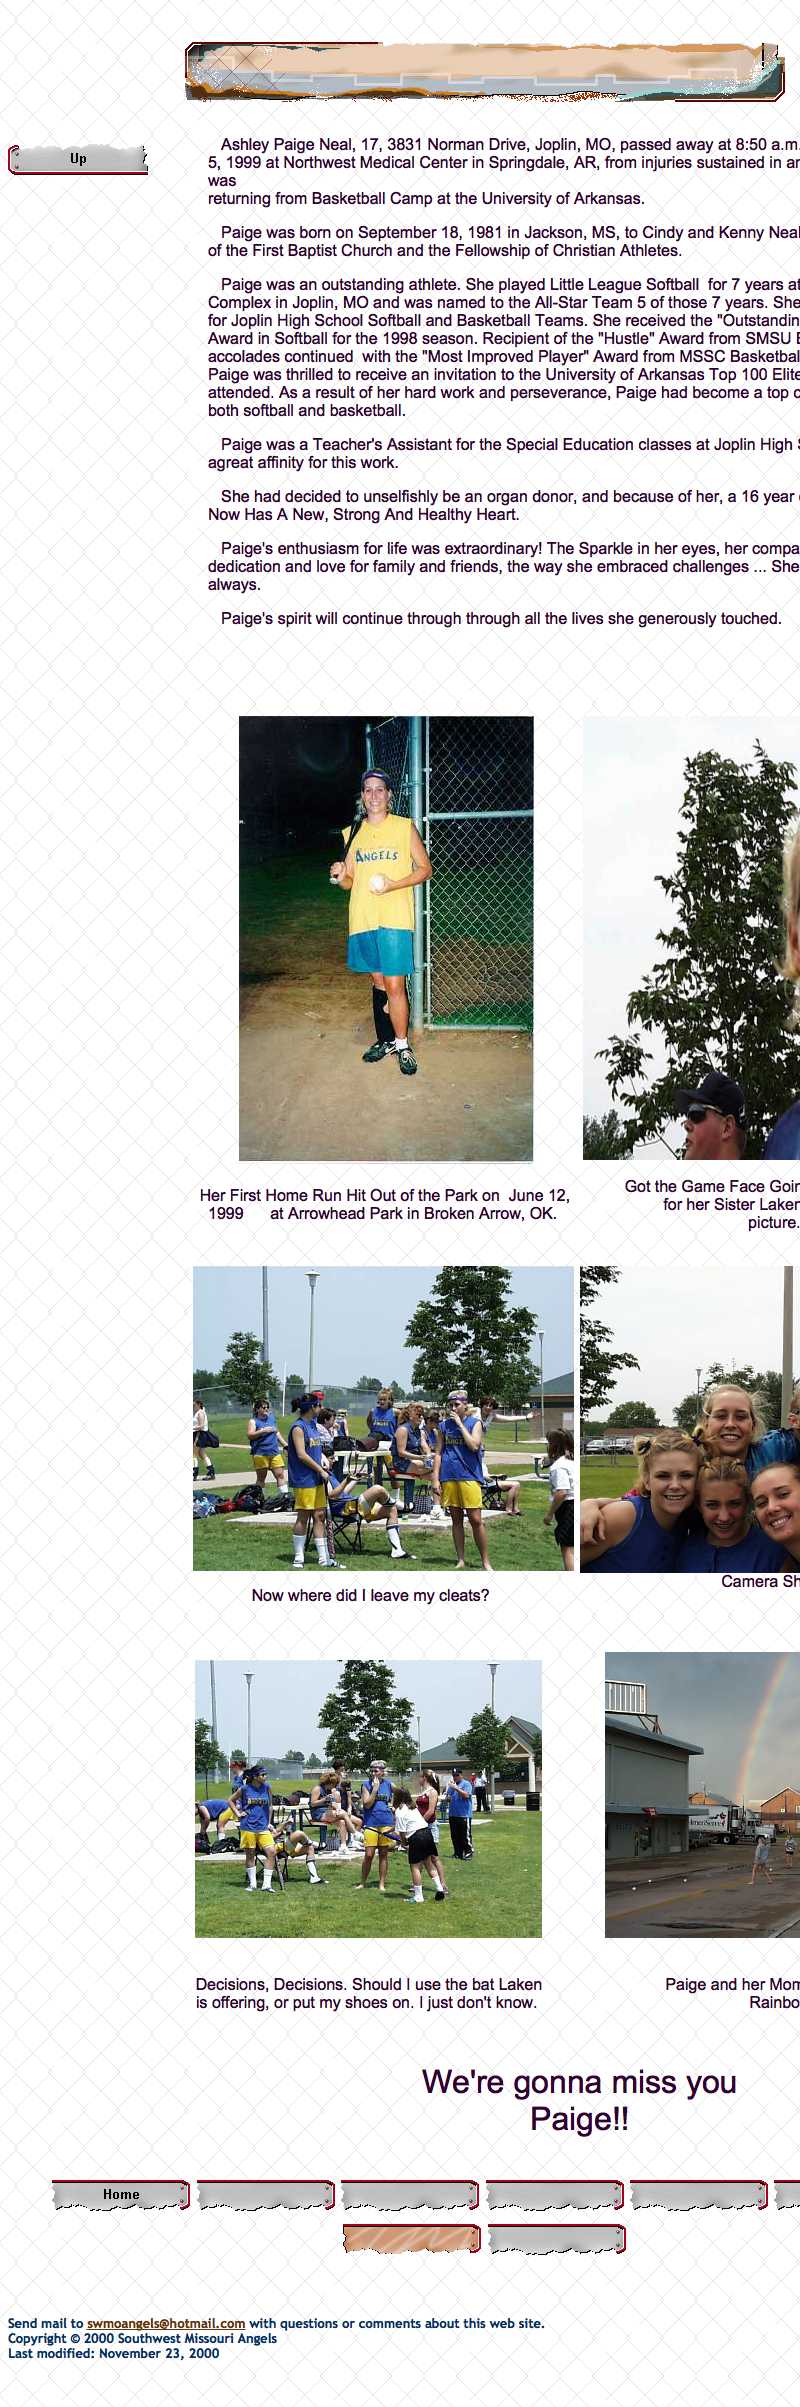 Up
Ashley Paige Neal, 17, 3831 Norman Drive, Joplin, MO, passed away at 8:50 a.m.
5, 1999 at Northwest Medical Center in Springdale, AR, from injuries sustained in
was
returning from Basketball Camp at the University of Arkansas.
Paige was born on September 18, 1981 in Jackson, MS, to Cindy and Kenny Neal
of the First Baptist Church and the Fellowship of Christian Athletes.
Paige was an outstanding athlete. She played Little League Softball for 7 years at
Complex in Joplin, MO and was named to the All-Star Team 5 of those 7 years. She
for Joplin High School Softball and Basketball Teams. She received the "Outstandin
Award in Softball for the 1998 season. Recipient of the "Hustle" Award from SMSU
accolades continued with the "Most Improved Player" Award from MSSC Basketbal
Paige was thrilled to receive an invitation to the University of Arkansas Top 100 Elite
attended. As a result of her hard work and perseverance, Paige had become a top
both softball and basketball.
Paige was a Teacher's Assistant for the Special Education classes at Joplin High
agreat affinity for this work.
She had decided to unselfishly be an organ donor, and because of her, a 16 year
Now Has A New, Strong And Healthy Heart.
Paige's enthusiasm for life was extraordinary! The Sparkle in her eyes, her compa
dedication and love for family and friends, the way she embraced challenges ... She
always.
Paige's spirit will continue through through all the lives she generously touched.
ANGELS
Her First Home Run Hit Out of the Park on June 12,
1999 at Arrowhead Park in Broken Arrow, OK.
Got the Game Face Goin
for her Sister Laken
picture.
Now where did I leave my cleats?
Camera Sh
Decisions, Decisions. Should I use the bat Laken
is offering, or put my shoes on. I just don't know.
Paige and her Mom
Rainbo
We're gonna miss you
Paige!!
Home
Send mail to swmoangels@hotmail.com with questions or comments about this web site.
Copyright © 2000 Southwest Missouri Angels
Last modified: November 23, 2000